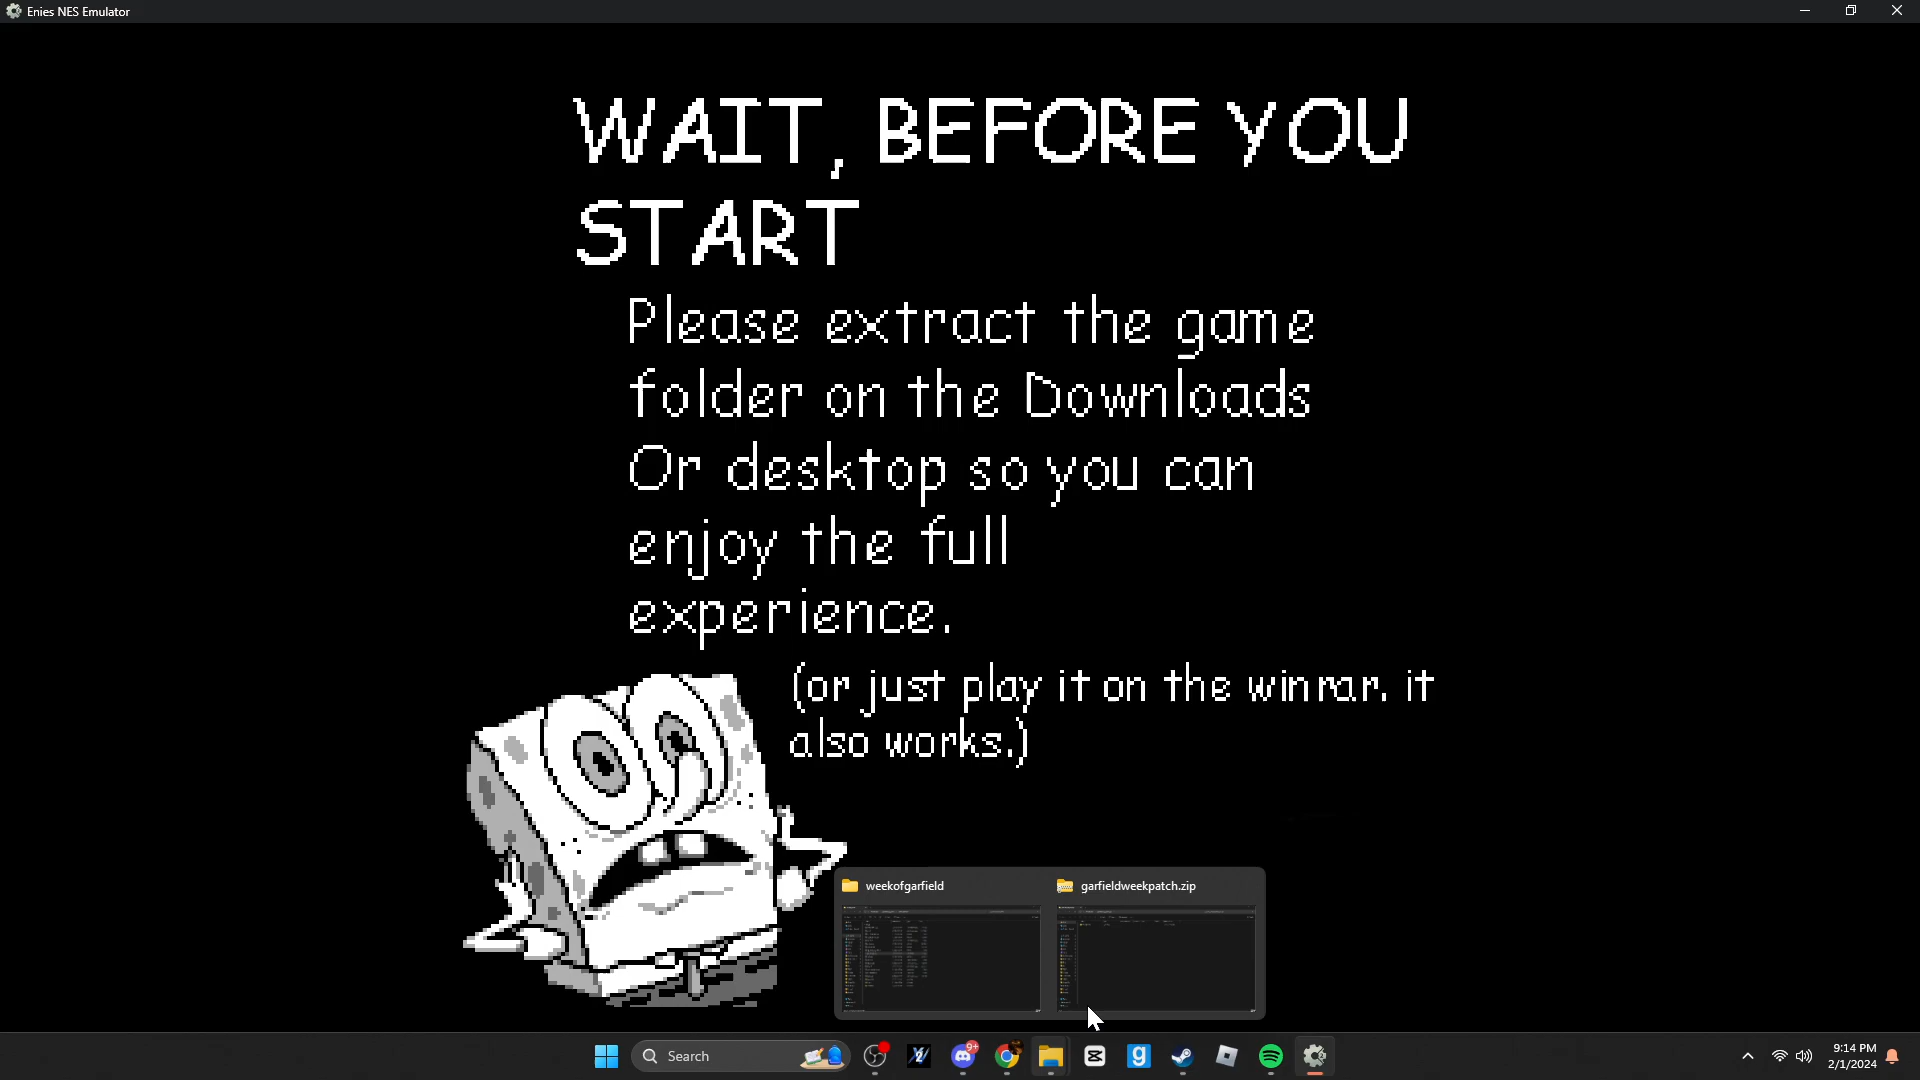 Enies NES Emulator
WAIT, BEFORE YOU
START
Please extract the game
folder on the Downloads
Or desktop so you can
enjoy the full
experience.
(or just play it on the winrar. it
also works.)
weekofgarfield
garfieldweekpatch.zip
Search
9+
9:14 PM
2/1/2024